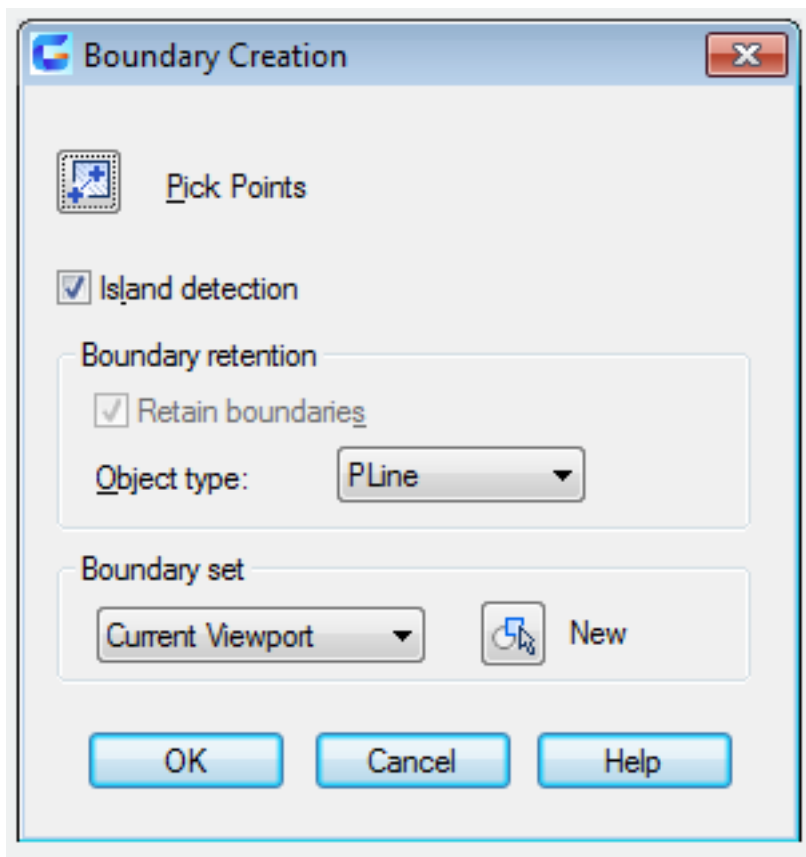 Boundary Creation
Pick Points
Island detection
Boundary retention
Retain boundaries
Object type: PLine
Boundary set
Current Viewport New
OK Cancel Help